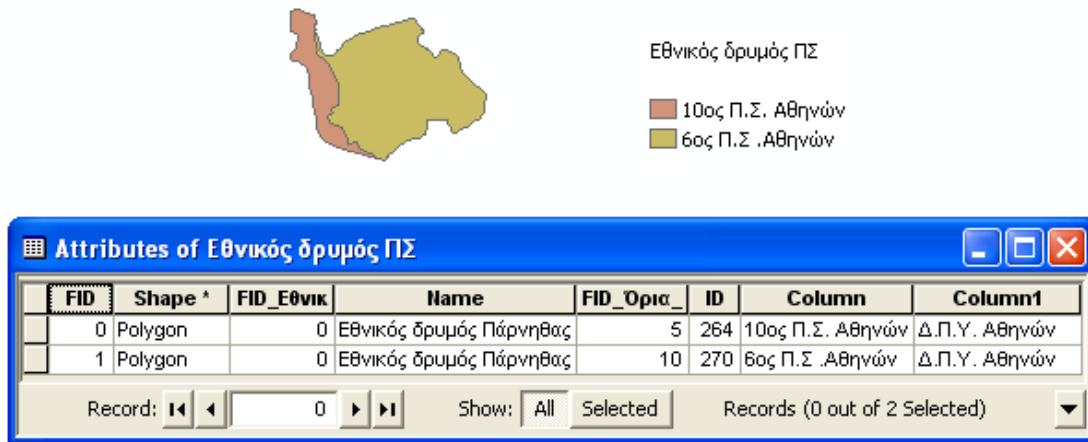 Εθνικός δρυμός ΠΣ
10ος Π.Σ. Αθηνών
6ος Π.Σ .Αθηνών
Attributes of Εθνικός δρυμός ΠΣ
FID Shape * FID_Εθνικ Name FID_Όρια_ ID Column Column1
0 Polygon 0 Εθνικός δρυμός Πάρνηθας 5 264 10ος Π.Σ. Αθηνών Δ.Π.Υ. Αθηνών
1 Polygon 0 Εθνικός δρυμός Πάρνηθας 10 270 6ος Π.Σ .Αθηνών Δ.Π.Υ. Αθηνών
Record: 0 Show: All Selected Records (0 out of 2 Selected)